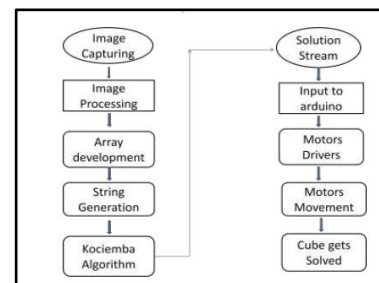 Image
Capturing
Image
Processing
Array
development
String
Generation
Kociemba
Algorithm
Solution
Stream
Input to
arduino
Motors
Drivers
Motors
Movement
Cube gets
Solved